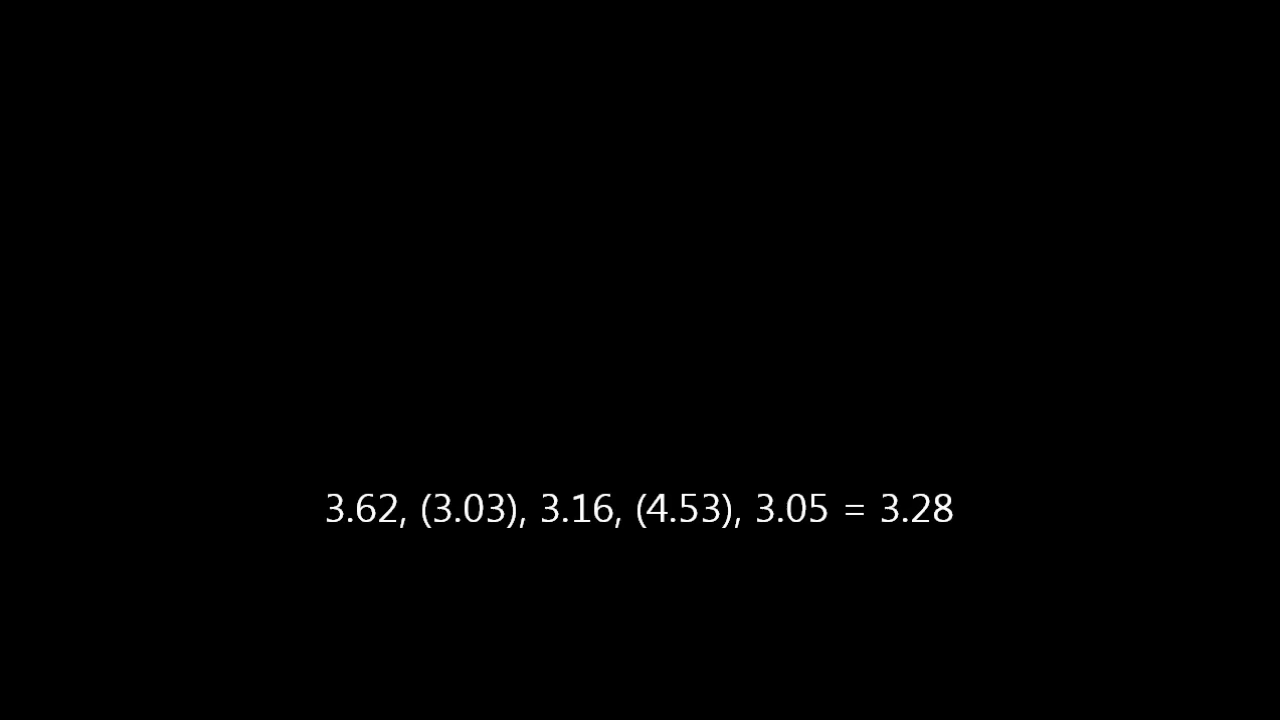 3.62, (3.03), 3.16, (4.53), 3.05 = 3.28